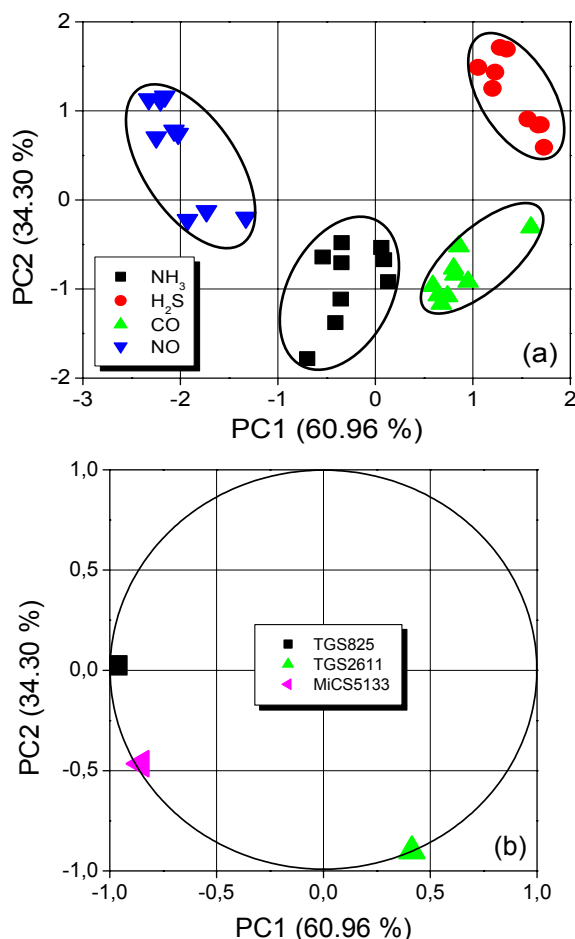 2
1
0
-1
-2
PC2 (34.30 %)
NH₃
H₂S
CO
NO
(a)
-3
-2
-1
0
1
2
PC1 (60.96 %)
1,0
0,5
0,0
-0,5
-1,0
PC2 (34.30 %)
TGS825
TGS2611
MiCS5133
(b)
-1,0
-0,5
0,0
0,5
1,0
PC1 (60.96 %)